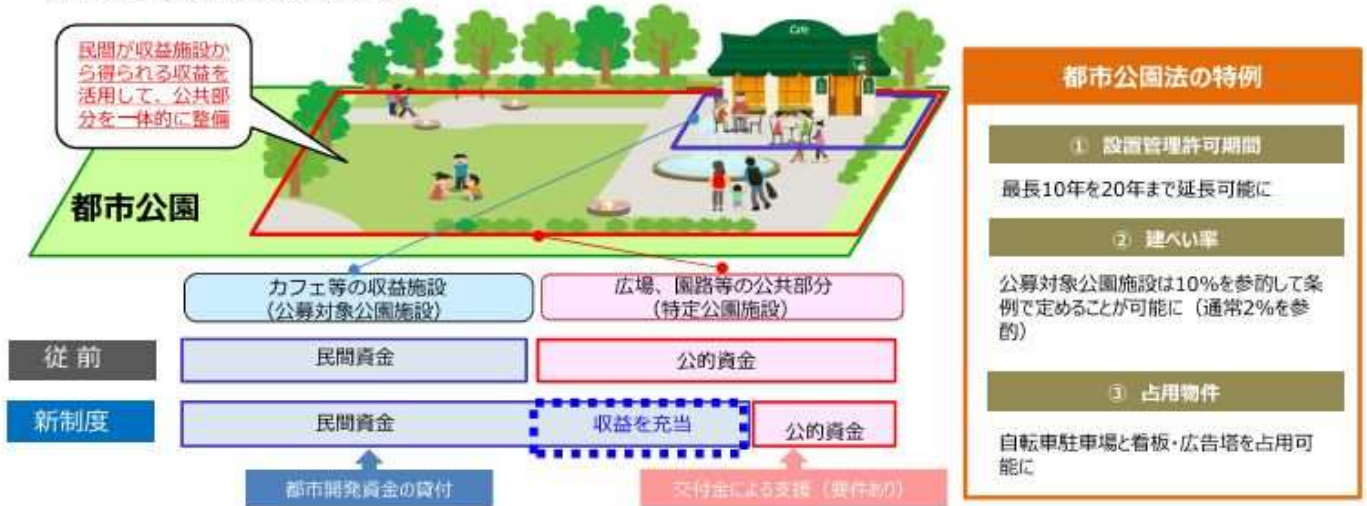 民間が収益施設か
ら得られる収益を
活用して、公共部
分を一体的に整備
Cafe
都市公園
カフェ等の収益施設
(公募対象公園施設)
広場、園路等の公共部分
(特定公園施設)
従前
民間資金
公的資金
新制度
民間資金
収益を充当
公的資金
都市開発資金の貸付
交付金による支援(要件あり)
都市公園法の特例
① 設置管理許可期間
最長10年を20年まで延長可能に
② 建ぺい率
公募対象公園施設は10%を参酌して条
例で定めることが可能に(通常2%を参
酌)
③ 占用物件
自転車駐車場と看板・広告塔を占用可
能に